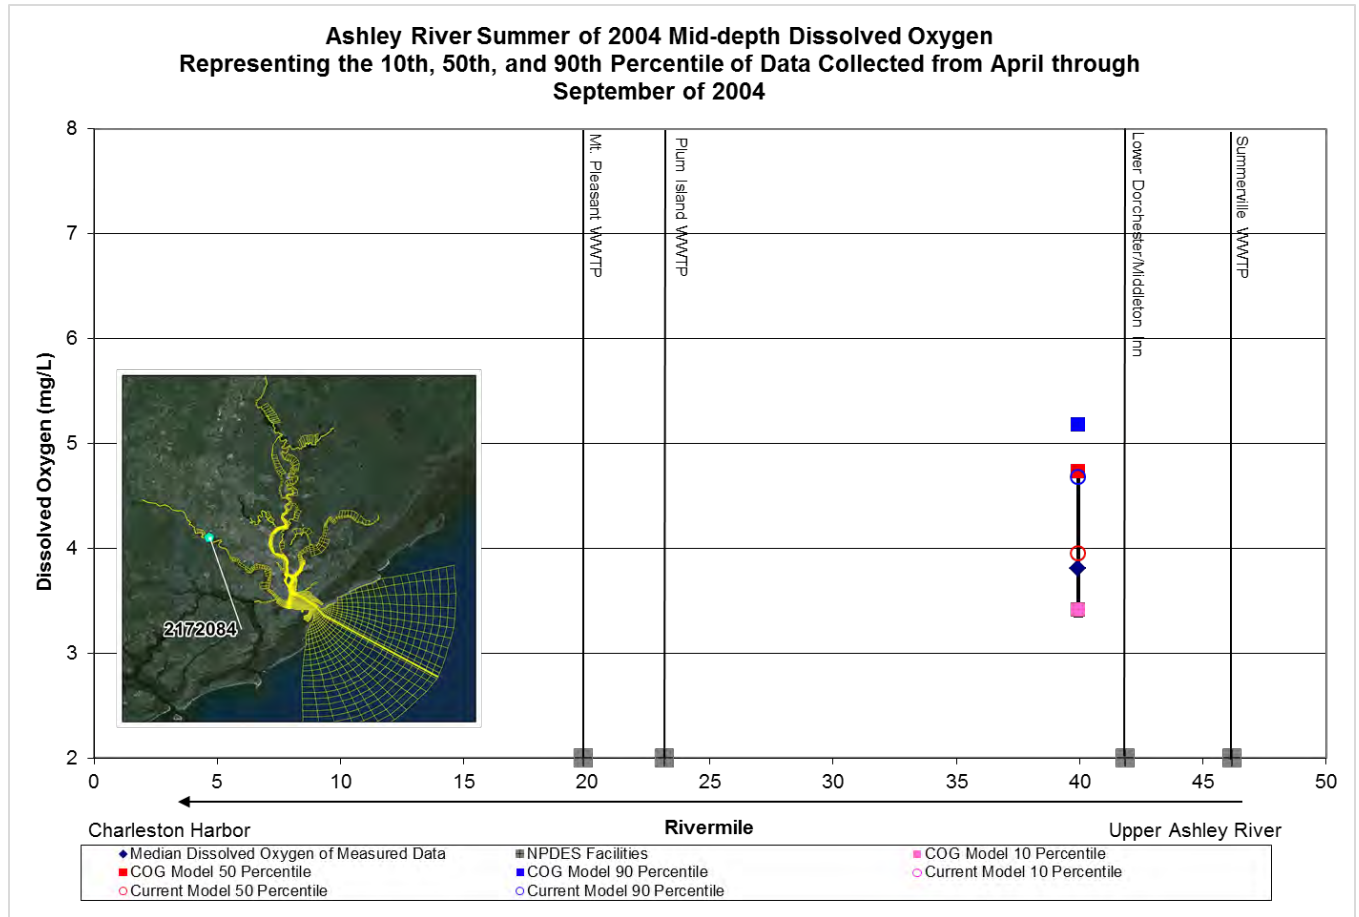 Ashley River Summer of 2004 Mid-depth Dissolved Oxygen
Representing the 10th, 50th, and 90th Percentile of Data Collected from April through
September of 2004
8
7
6
5
4
3
2
Dissolved Oxygen (mg/L)
Mt. Pleasant WWTP
Plum Island WWTP
Lower Dorchester/Middleton Inn
Summerville WWTP
2172084
0 5 10 15 20 25 30 35 40 45 50
Charleston Harbor Rivermile Upper Ashley River
Median Dissolved Oxygen of Measured Data NPDES Facilities COG Model 10 Percentile
COG Model 50 Percentile COG Model 90 Percentile Current Model 10 Percentile
Current Model 50 Percentile Current Model 90 Percentile